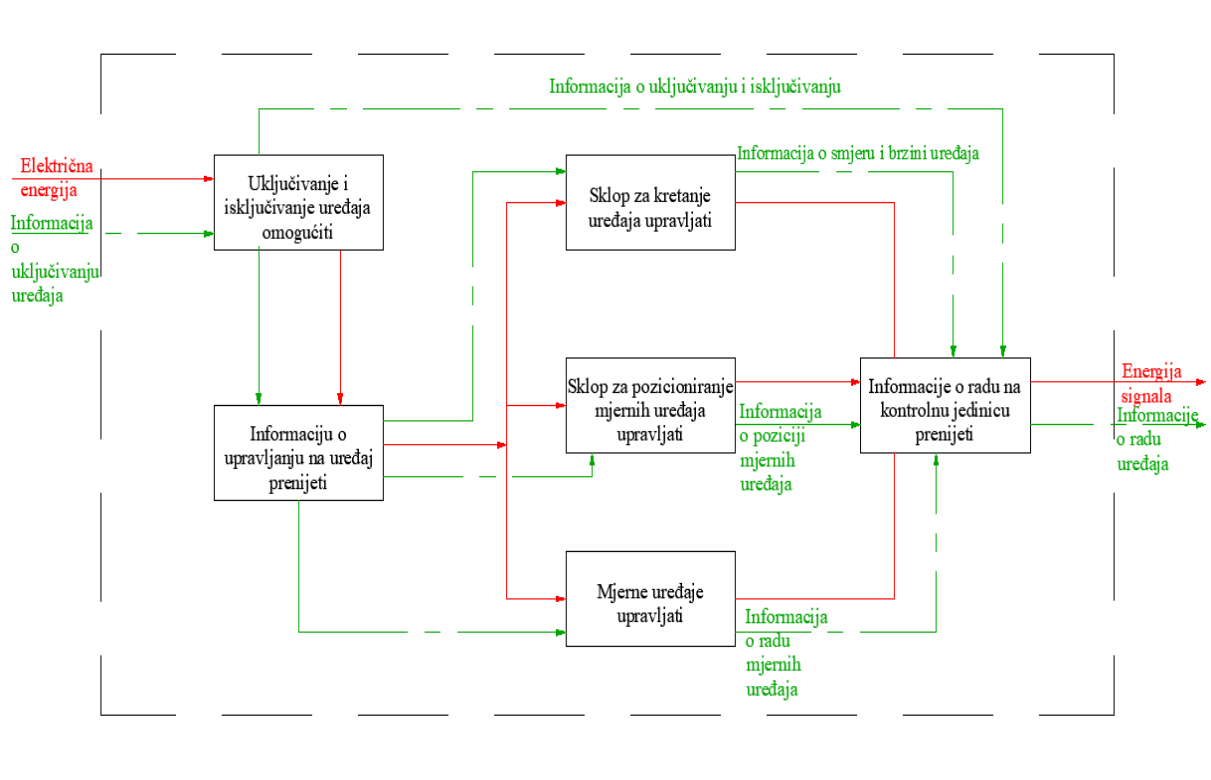 Informacija o uključivanju i isključivanju
Električna
energija
Informacija
o
uključivanju
uređaja
Uključivanje i
isključivanje uređaja
omogućiti
Sklop za kretanje
uređaja upravljati
Informacija o smjeru i brzini uređaja
Informaciju o
upravljanju na uređaj
prenijeti
Sklop za pozicioniranje
mjernih uređaja
upravljati
Informacija
o poziciji
mjernih
uređaja
Informacije o radu na
kontrolnu jedinicu
prenijeti
Energija
signala
Informacije
o radu
uređaja
Mjerne uređaje
upravljati
Informacija
o radu
mjernih
uređaja